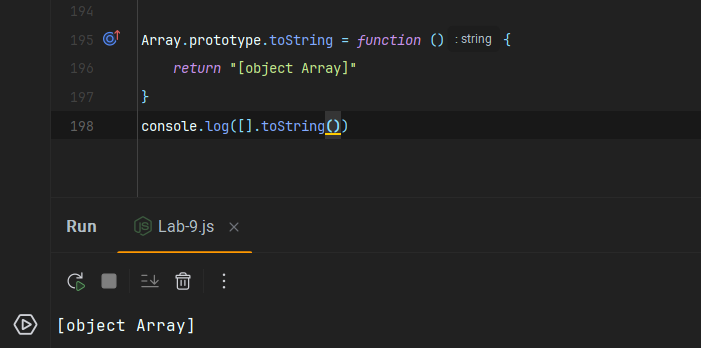 194
195 Array.prototype.toString = function () : string {
196 return "[object Array]"
197 }
198 console.log([].toString())
Run JS Lab-9.js ×
[object Array]